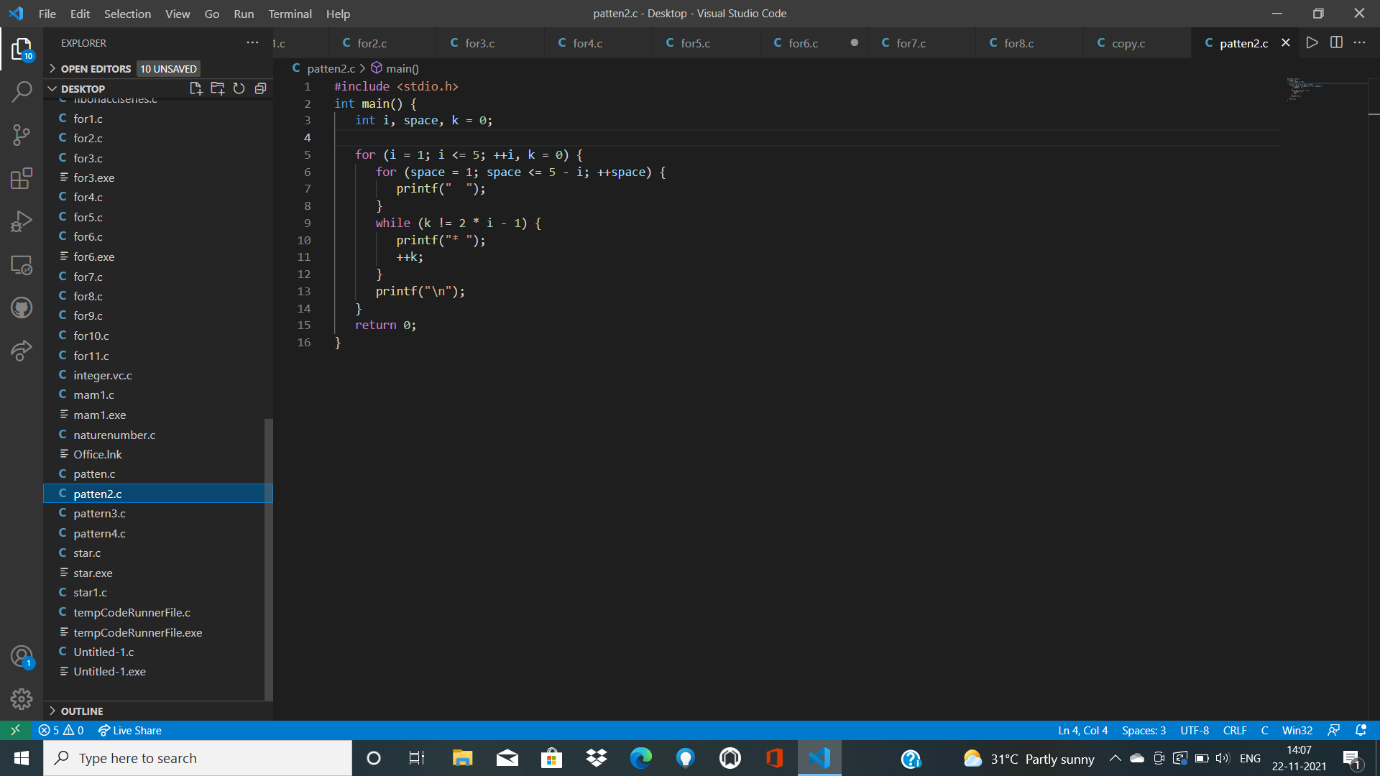 File Edit Selection View Go Run Terminal Help
patten2.c - Desktop - Visual Studio Code
EXPLORER
1.c for2.c for3.c for4.c for5.c for6.c for7.c for8.c copy.c patten2.c
OPEN EDITORS 10 UNSAVED
DESKTOP
fibonacciseries.c
for1.c
for2.c
for3.c
for3.exe
for4.c
for5.c
for6.c
for6.exe
for7.c
for8.c
for9.c
for10.c
for11.c
integer.vc.c
mam1.c
mam1.exe
naturenumber.c
Office.lnk
patten.c
patten2.c
pattern3.c
pattern4.c
star.c
star.exe
star1.c
tempCodeRunnerFile.c
tempCodeRunnerFile.exe
Untitled-1.c
Untitled-1.exe
OUTLINE
10
1
patten2.c > main()
1 #include <stdio.h>
2 int main() {
3 int i, space, k = 0;
4
5 for (i = 1; i <= 5; ++i, k = 0) {
6 for (space = 1; space <= 5 - i; ++space) {
7 printf("  ");
8 }
9 while (k != 2 * i - 1) {
10 printf("* ");
11 ++k;
12 }
13 printf("\n");
14 }
15 return 0;
16 }
5 0 Live Share
Ln 4, Col 4 Spaces: 3 UTF-8 CRLF C Win32
Type here to search
31°C Partly sunny ENG
14:07
22-11-2021
1